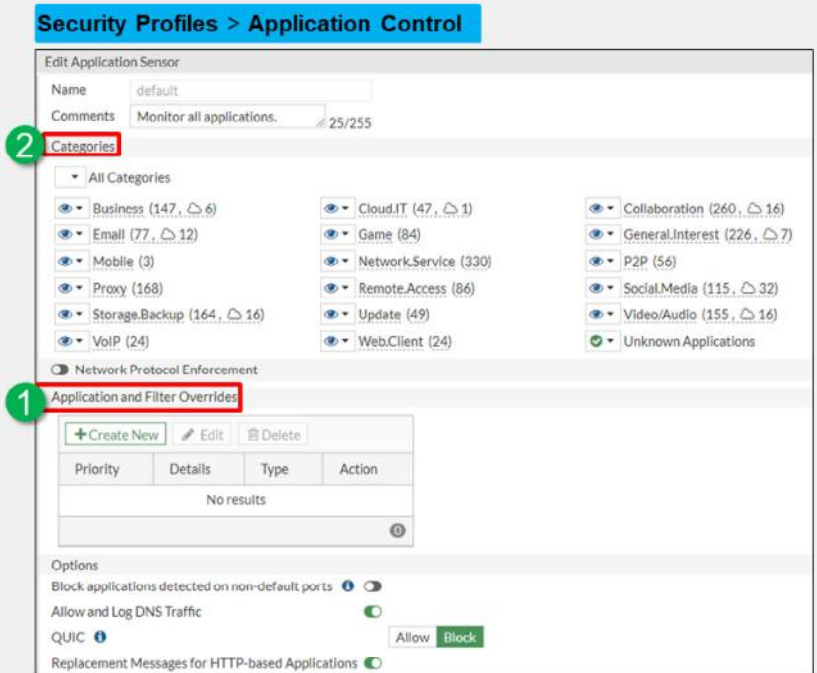 Security Profiles > Application Control
Edit Application Sensor
Name default
Comments Monitor all applications. 25/255
2 Categories
All Categories
Business (147, 6) Cloud.IT (47, 1) Collaboration (260, 16)
Email (77, 12) Game (84) General.Interest (226, 7)
Mobile (3) Network.Service (330) P2P (56)
Proxy (168) Remote.Access (86) Social.Media (115, 32)
Storage.Backup (164, 16) Update (49) Video/Audio (155, 16)
VoIP (24) Web.Client (24) Unknown Applications
Network Protocol Enforcement
1 Application and Filter Overrides
+Create New Edit Delete
Priority Details Type Action
No results
0
Options
Block applications detected on non-default ports
Allow and Log DNS Traffic
QUIC Allow Block
Replacement Messages for HTTP-based Applications